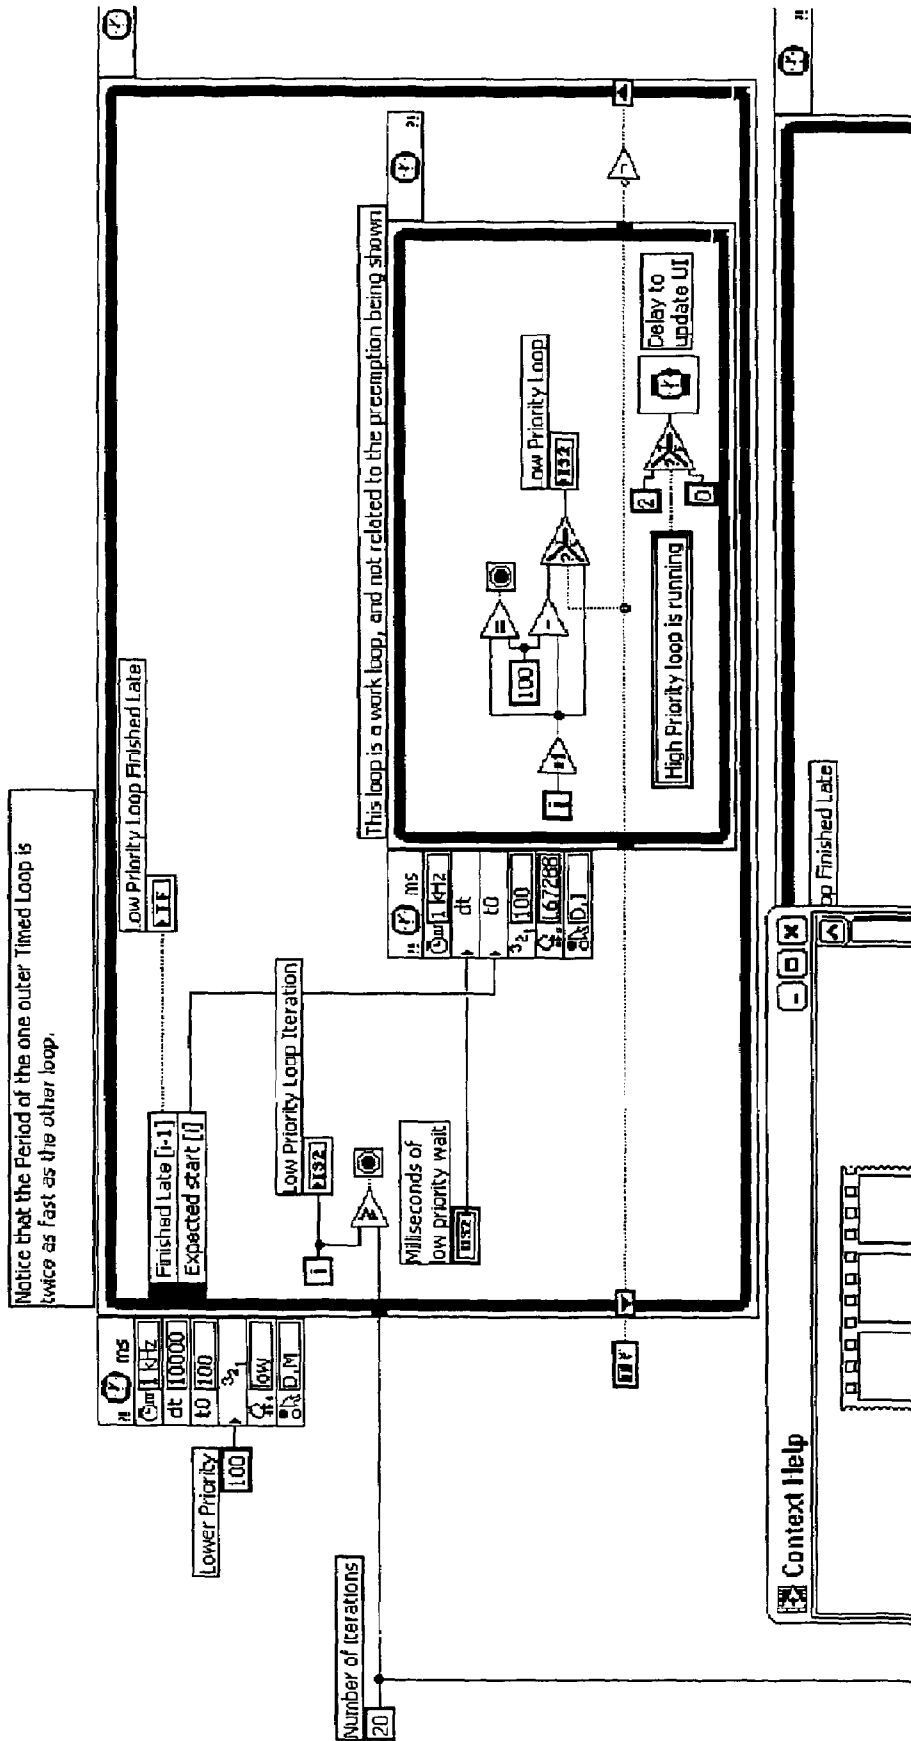 Notice that the Period of the one outer Timed Loop is
twice as fast as the other loop.
Lower Priority
100
Number of Iterations
20
ms
1 kHz
dt 10000
t0 100
low
D,M
Finished Late [i-1]
Expected start [i]
Low Priority Loop Finished Late
TF
Low Priority Loop Iteration
I32
i
Milliseconds of
low priority wait
This loop is a work loop, and not related to the preemption being shown
ms
1 kHz
dt
t0
100
D,I
i
+1
100
=
-
Low Priority Loop
I32
?
High Priority loop is running
2
0
?
Delay to
update UI
Context Help
op Finished Late